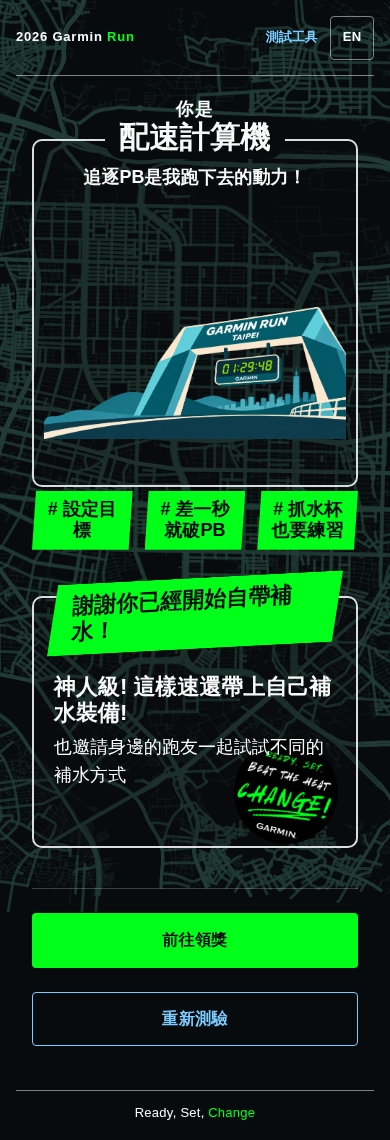 2026 Garmin Run
測試工具
EN
你是
配速計算機
追逐PB是我跑下去的動力！
GARMIN RUN
TAIPEI
01:29:48
GARMIN
# 設定目
標
# 差一秒
就破PB
# 抓水杯
也要練習
謝謝你已經開始自帶補
水！
神人級! 這樣速還帶上自己補
水裝備!
也邀請身邊的跑友一起試試不同的
補水方式
READY, SET
BEAT THE HEAT
CHANGE!
GARMIN
前往領獎
重新測驗
Ready, Set, Change